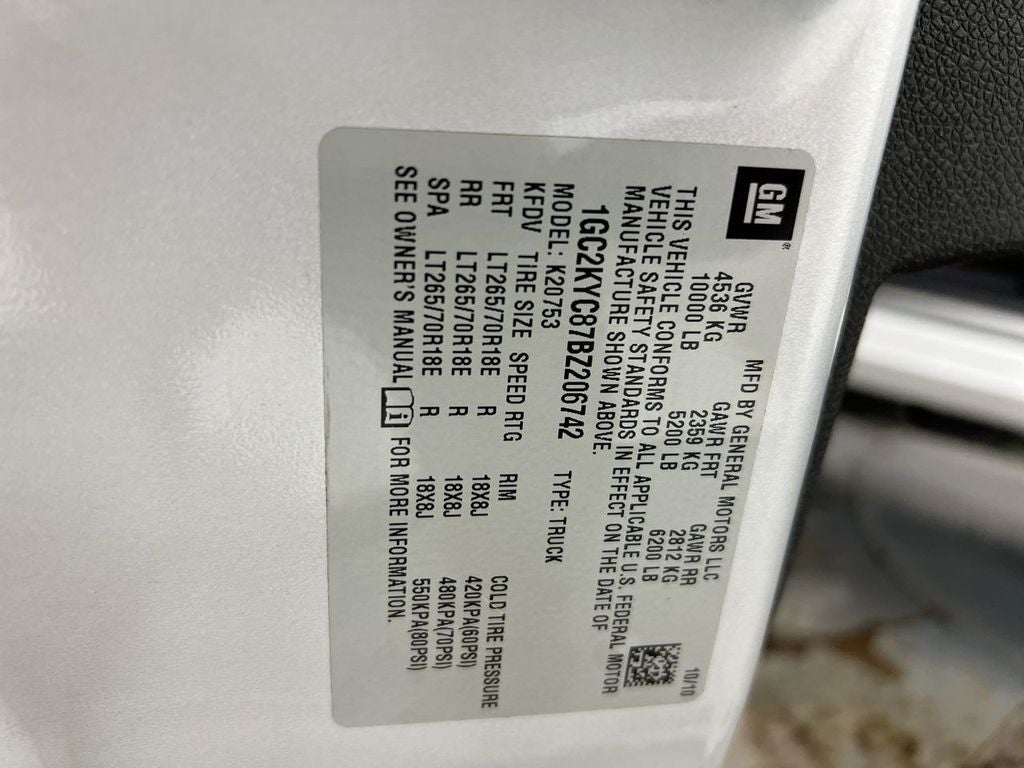 GM®
MFD BY GENERAL MOTORS LLC 10/10
GVWR GAWR FRT GAWR RR
4536 KG 2359 KG 2812 KG
10000 LB 5200 LB 6200 LB
THIS VEHICLE CONFORMS TO ALL APPLICABLE U.S. FEDERAL MOTOR
VEHICLE SAFETY STANDARDS IN EFFECT ON THE DATE OF
MANUFACTURE SHOWN ABOVE.
1GC2KYC87BZ206742 TYPE: TRUCK
MODEL: K20753
KFDV TIRE SIZE SPEED RTG RIM COLD TIRE PRESSURE
FRT LT265/70R18E R 18X8J 420KPA(60PSI)
RR LT265/70R18E R 18X8J 480KPA(70PSI)
SPA LT265/70R18E R 18X8J 550KPA(80PSI)
SEE OWNER'S MANUAL i FOR MORE INFORMATION.